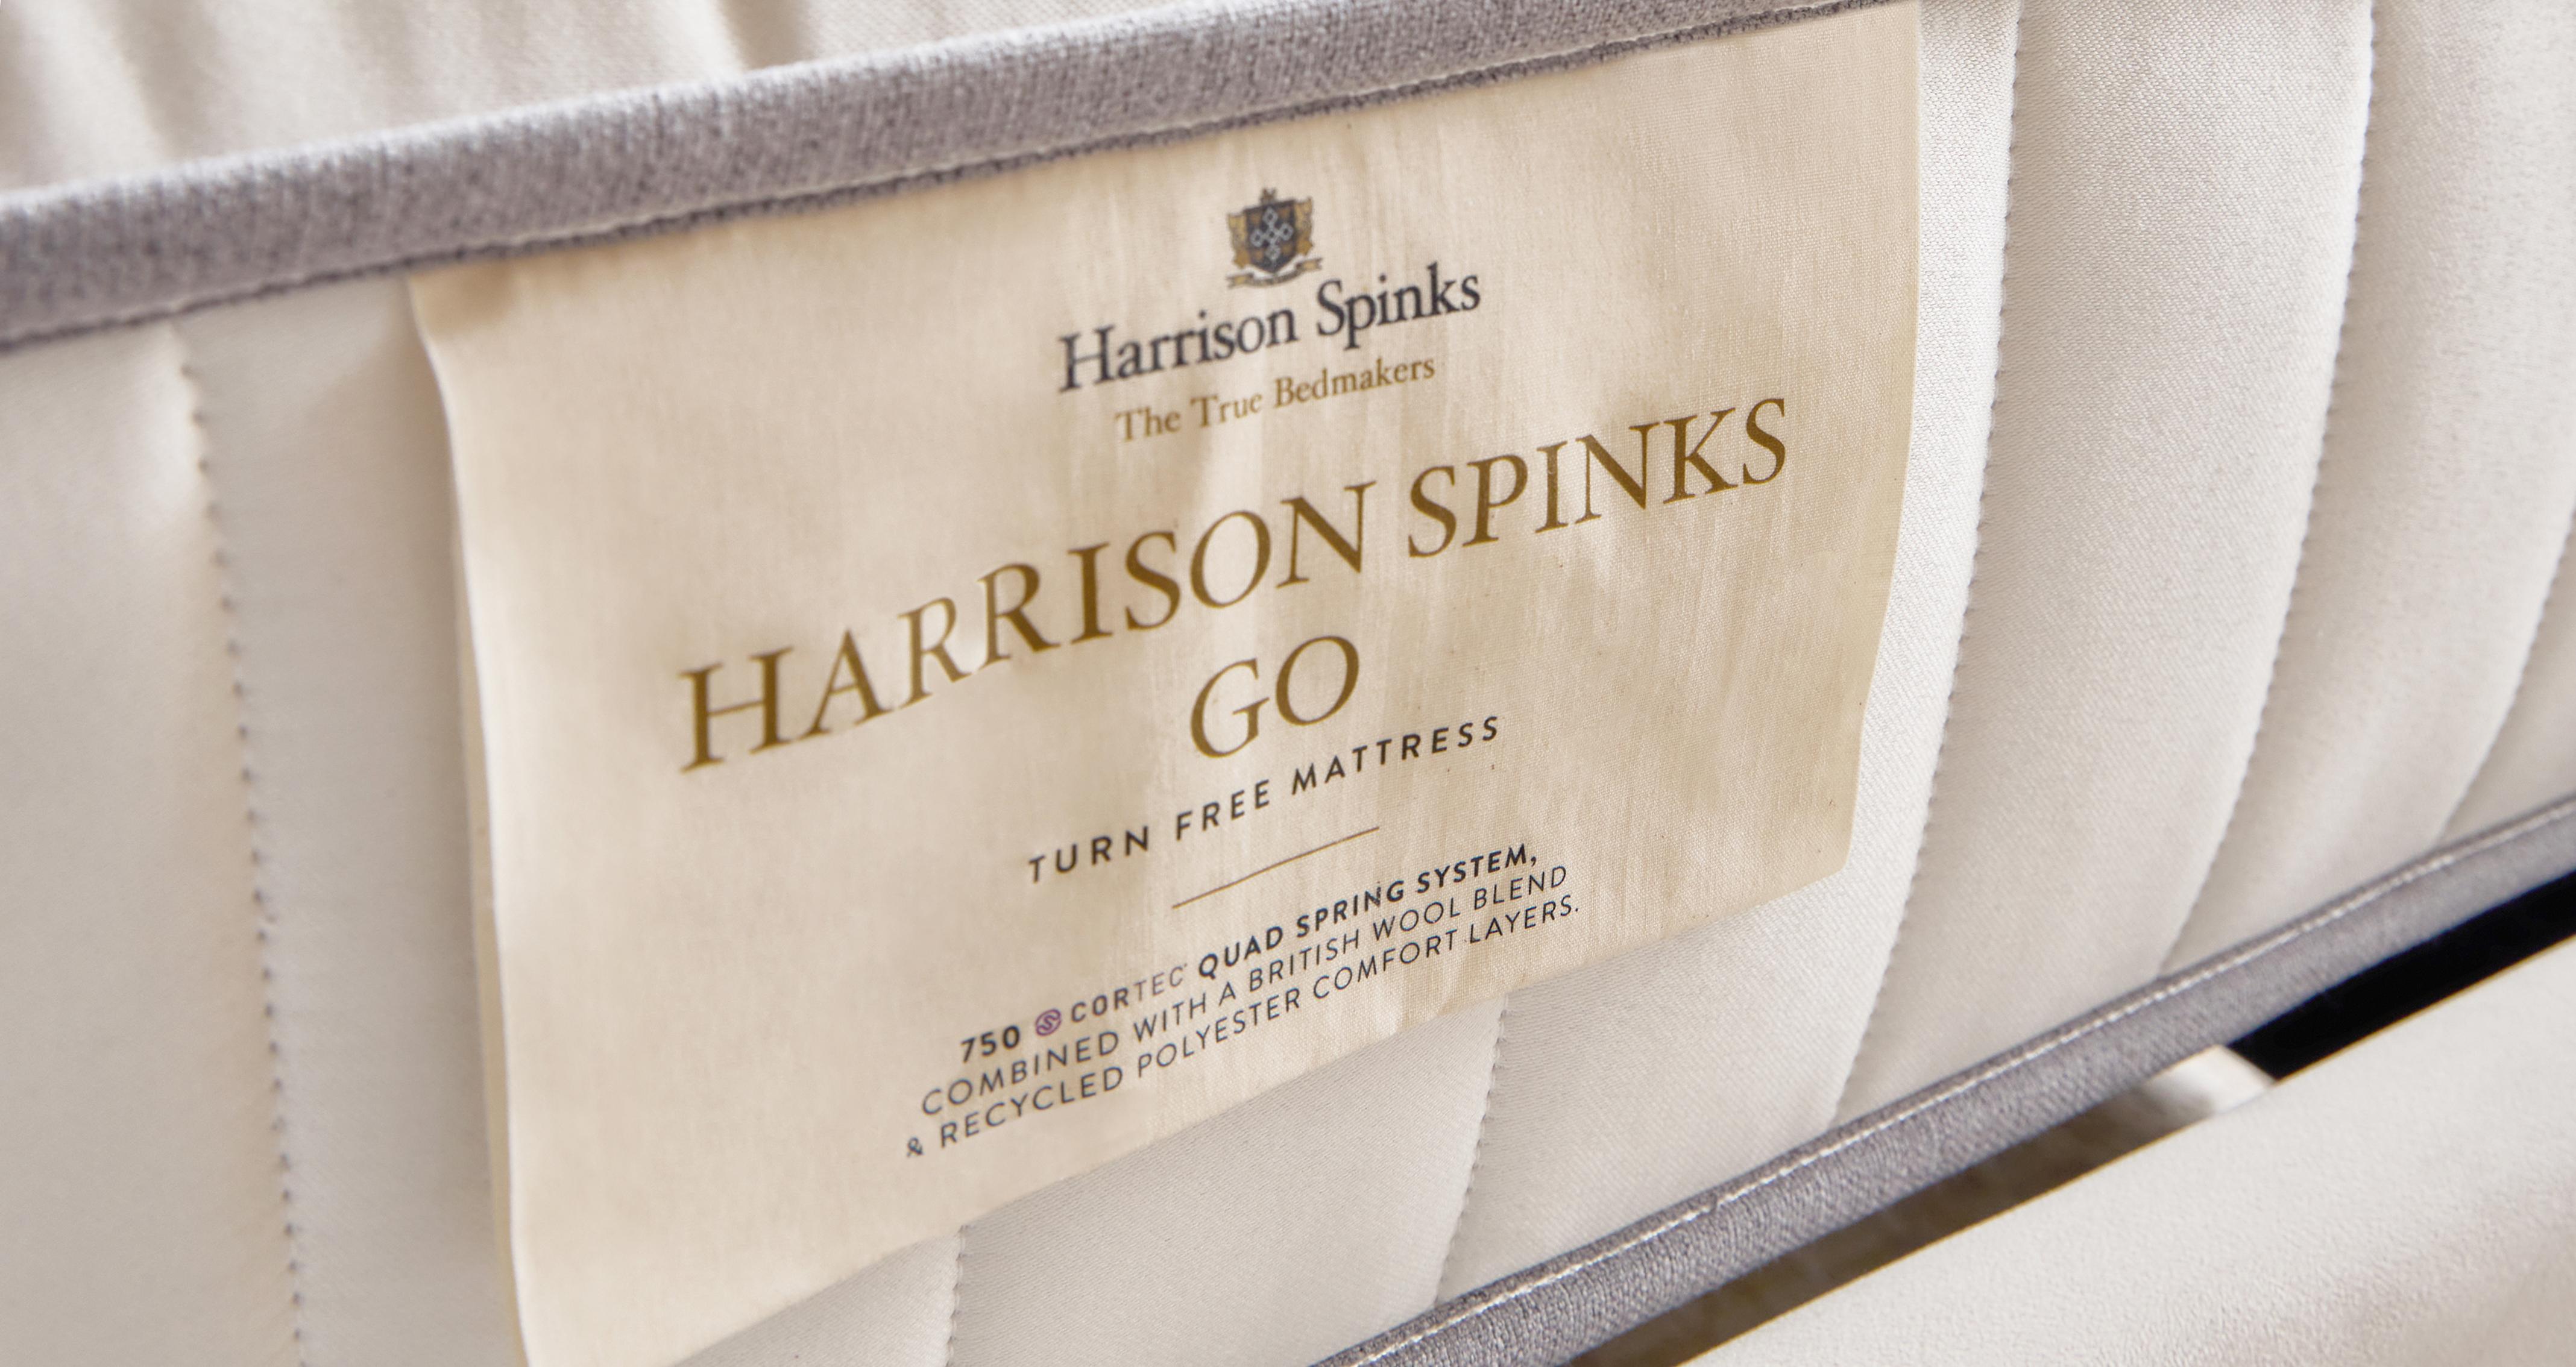 Harrison Spinks
The True Bedmakers
HARRISON SPINKS
GO
TURN FREE MATTRESS
750 CORTEC QUAD SPRING SYSTEM,
COMBINED WITH A BRITISH WOOL BLEND
& RECYCLED POLYESTER COMFORT LAYERS.